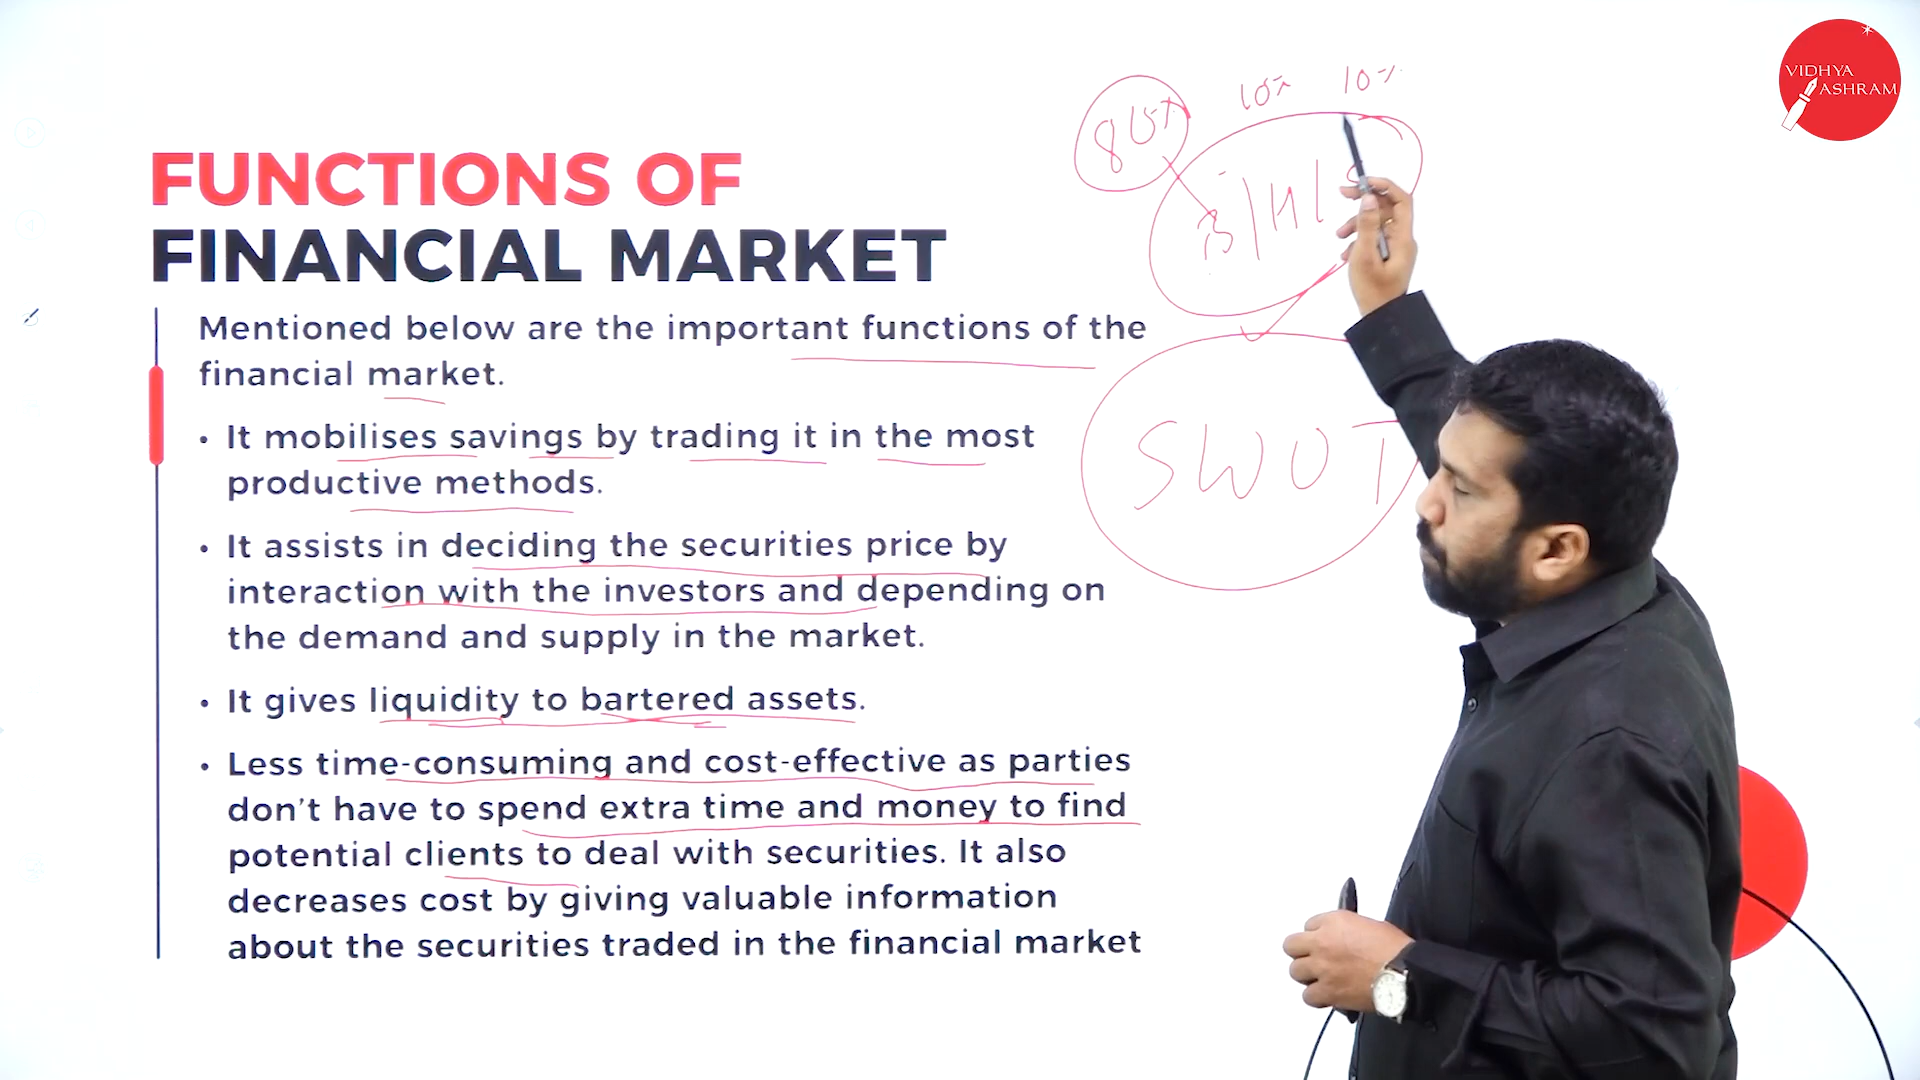 VIDHYA
ASHRAM
10% 10%
FUNCTIONS OF
FINANCIAL MARKET
Mentioned below are the important functions of the
financial market.
SWOT
• It mobilises savings by trading it in the most
productive methods.
• It assists in deciding the securities price by
interaction with the investors and depending on
the demand and supply in the market.
• It gives liquidity to bartered assets.
• Less time-consuming and cost-effective as parties
don't have to spend extra time and money to find
potential clients to deal with securities. It also
decreases cost by giving valuable information
about the securities traded in the financial market